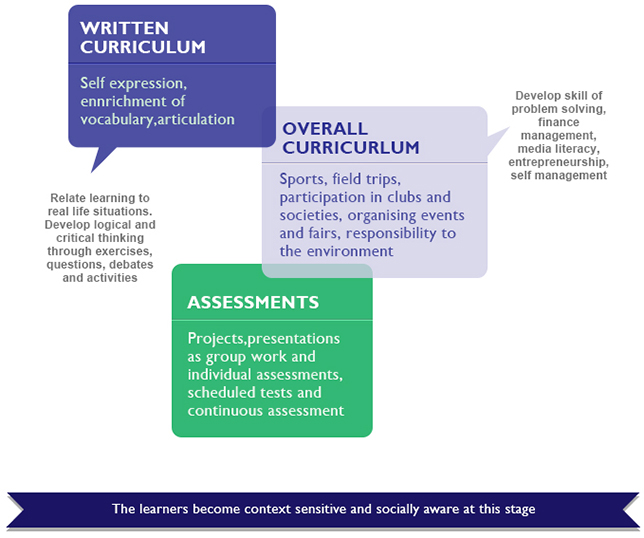 WRITTEN
CURRICULUM
Self expression,
ennrichment of
vocabulary,articulation
Relate learning to
real life situations.
Develop logical and
critical thinking
through exercises,
questions, debates
and activities
OVERALL
CURRICURLUM
Sports, field trips,
participation in clubs and
societies, organising events
and fairs, responsibility to
the environment
Develop skill of
problem solving,
finance
management,
media literacy,
entrepreneurship,
self management
ASSESSMENTS
Projects,presentations
as group work and
individual assessments,
scheduled tests and
continuous assessment
The learners become context sensitive and socially aware at this stage